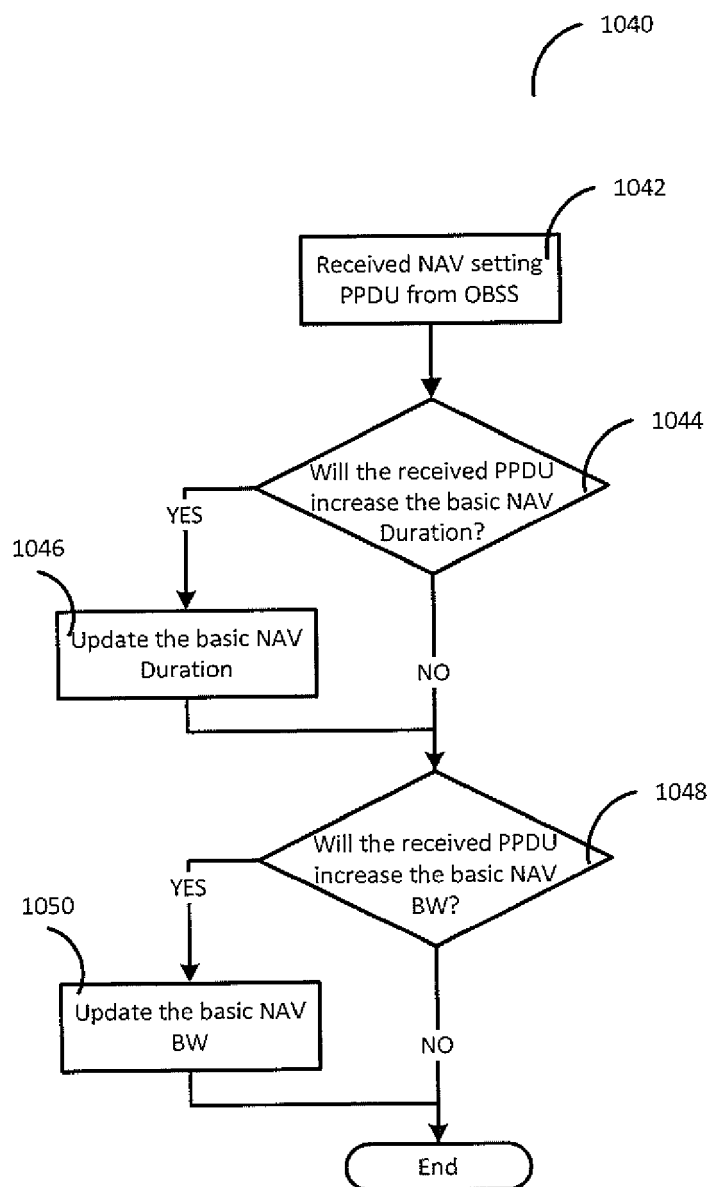 1040
1042
Received NAV setting
PPDU from OBSS
1044
Will the received PPDU
increase the basic NAV
Duration?
YES
1046
Update the basic NAV
Duration
NO
1048
Will the received PPDU
increase the basic NAV
BW?
YES
1050
Update the basic NAV
BW
NO
End